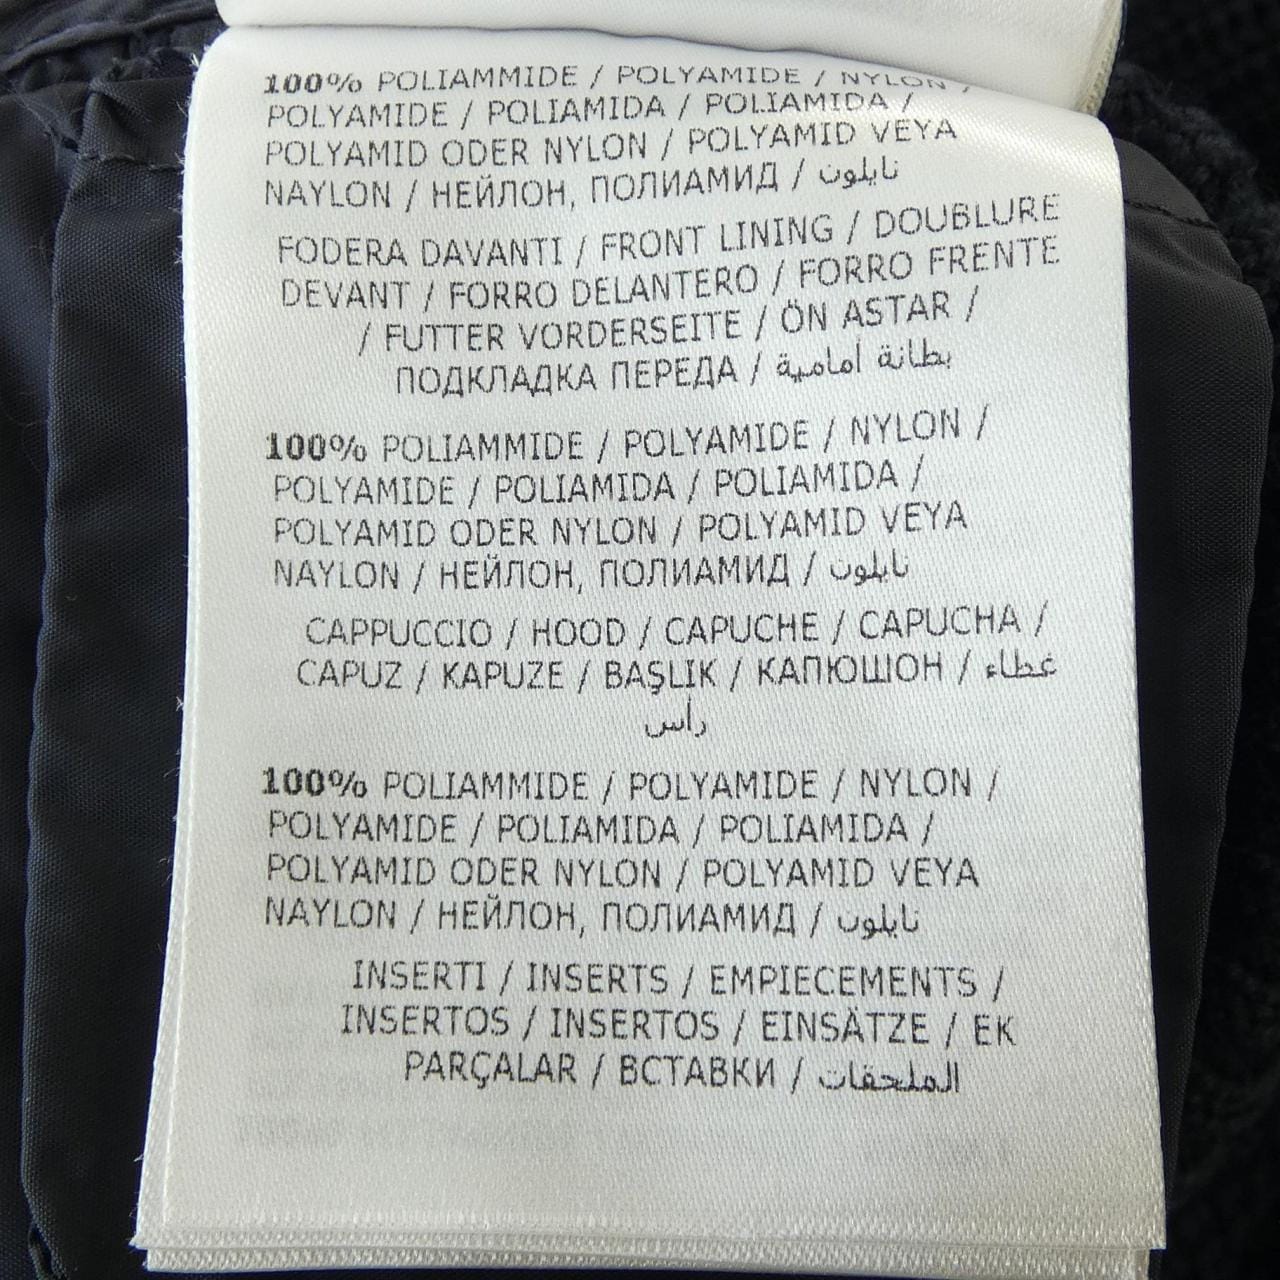 100% POLIAMMIDE / POLYAMIDE / NYLON /
POLYAMIDE / POLIAMIDA / POLIAMIDA /
POLYAMID ODER NYLON / POLYAMID VEYA
NAYLON / НЕЙЛОН, ПОЛИАМИД / نايلون
FODERA DAVANTI / FRONT LINING / DOUBLURE
DEVANT / FORRO DELANTERO / FORRO FRENTE
/ FUTTER VORDERSEITE / ÖN ASTAR /
ПОДКЛАДКА ПЕРЕДА / بطانة أمامية
100% POLIAMMIDE / POLYAMIDE / NYLON /
POLYAMIDE / POLIAMIDA / POLIAMIDA /
POLYAMID ODER NYLON / POLYAMID VEYA
NAYLON / НЕЙЛОН, ПОЛИАМИД / نايلون
CAPPUCCIO / HOOD / CAPUCHE / CAPUCHA /
CAPUZ / KAPUZE / BAŞLIK / КАПЮШОН / غطاء
رأس
100% POLIAMMIDE / POLYAMIDE / NYLON /
POLYAMIDE / POLIAMIDA / POLIAMIDA /
POLYAMID ODER NYLON / POLYAMID VEYA
NAYLON / НЕЙЛОН, ПОЛИАМИД / نايلون
INSERTI / INSERTS / EMPIECEMENTS /
INSERTOS / INSERTOS / EINSÄTZE / EK
PARÇALAR / ВСТАВКИ / الملحقات